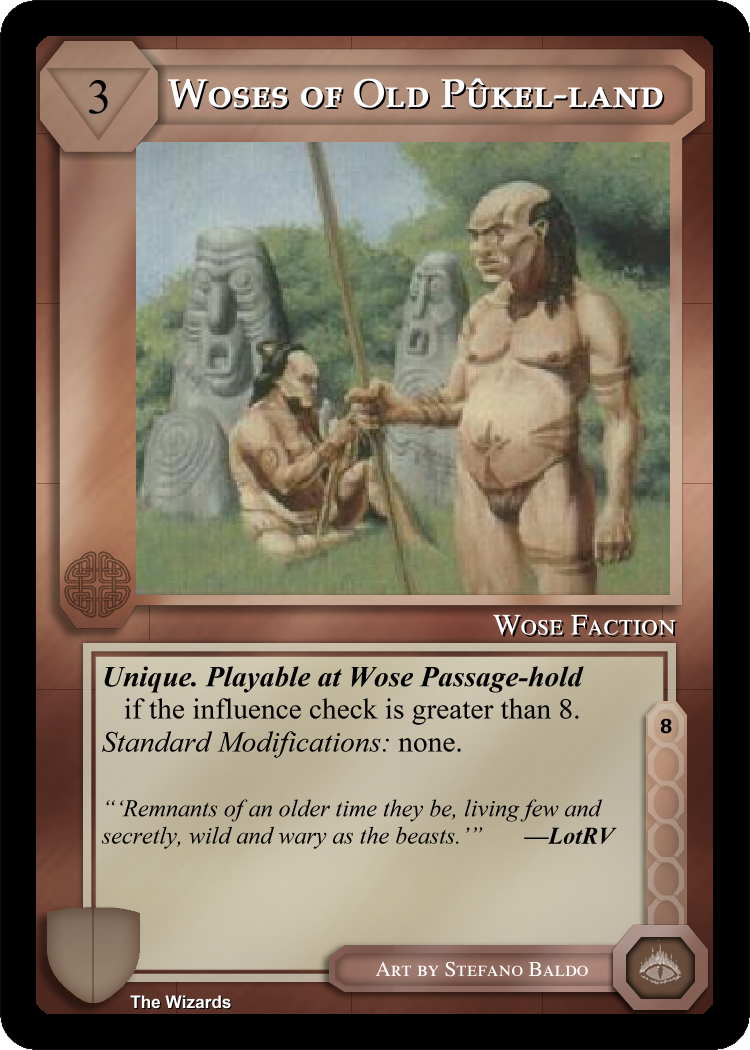 3
Woses of Old Pûkel-land
Wose Faction
Unique. Playable at Wose Passage-hold
if the influence check is greater than 8.
Standard Modifications: none.
8
“‘Remnants of an older time they be, living few and
secretly, wild and wary as the beasts.’” —LotRV
Art by Stefano Baldo
The Wizards